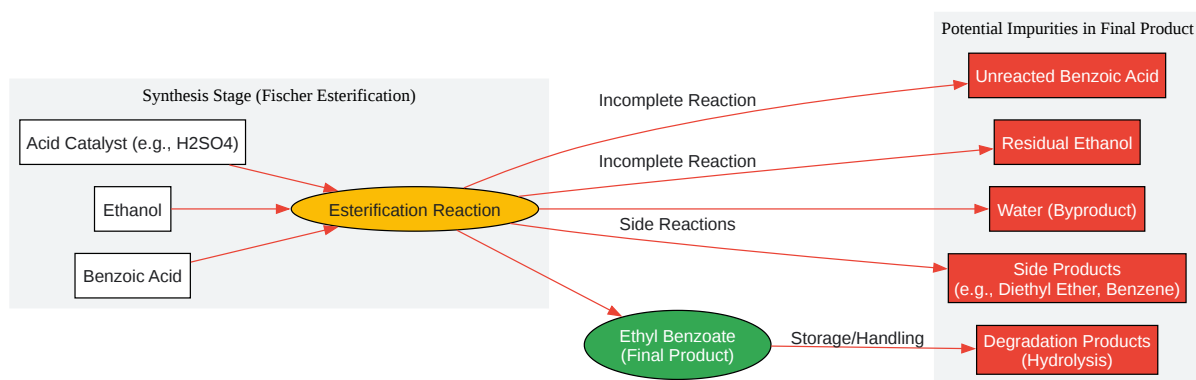 Potential Impurities in Final Product
Unreacted Benzoic Acid
Synthesis Stage (Fischer Esterification)
Incomplete Reaction
Acid Catalyst (e.g., H2SO4)
Residual Ethanol
Incomplete Reaction
Ethanol
Esterification Reaction
Water (Byproduct)
Side Reactions
Benzoic Acid
Side Products
(e.g., Diethyl Ether, Benzene)
Ethyl Benzoate
(Final Product)
Storage/Handling
Degradation Products
(Hydrolysis)